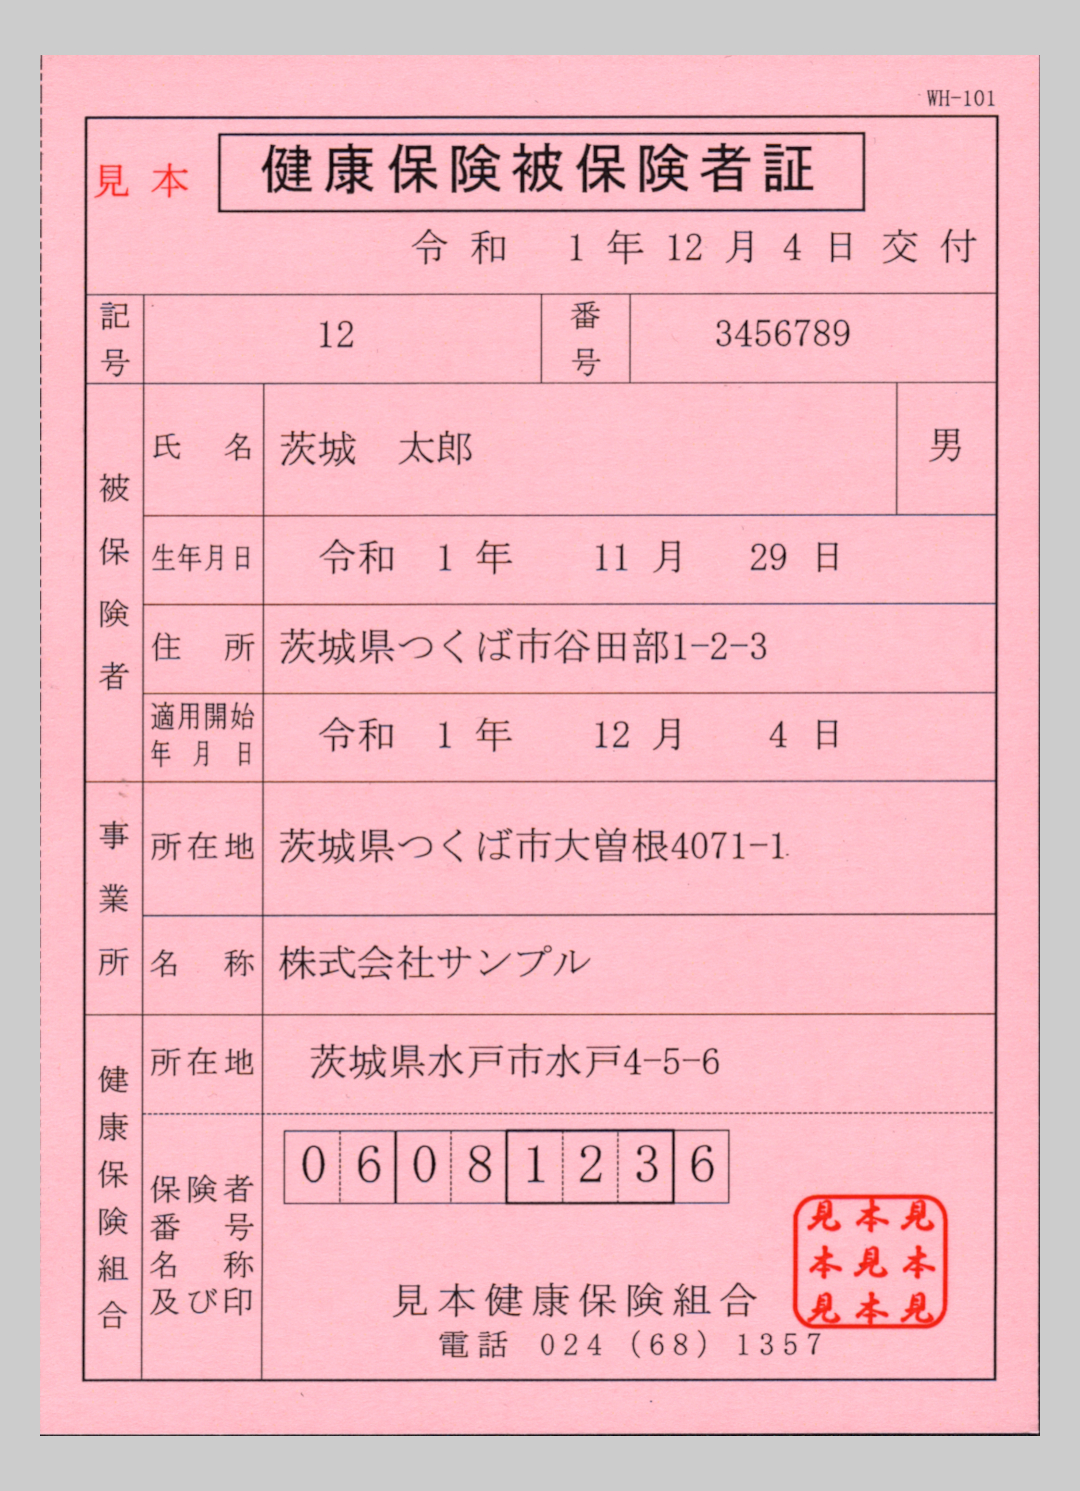 WH-101
見本 健康保険被保険者証
令和 1年12月4日交付
記号 12 番号 3456789
被保険者
氏名 茨城 太郎 男
生年月日 令和 1年 11月 29日
住所 茨城県つくば市谷田部1-2-3
適用開始年月日 令和 1年 12月 4日
事業所
所在地 茨城県つくば市大曽根4071-1
名称 株式会社サンプル
健康保険組合
所在地 茨城県水戸市水戸4-5-6
保険者番号名称及び印 06081236
見本健康保険組合
電話 024(68)1357
見本見
本見本
見本見